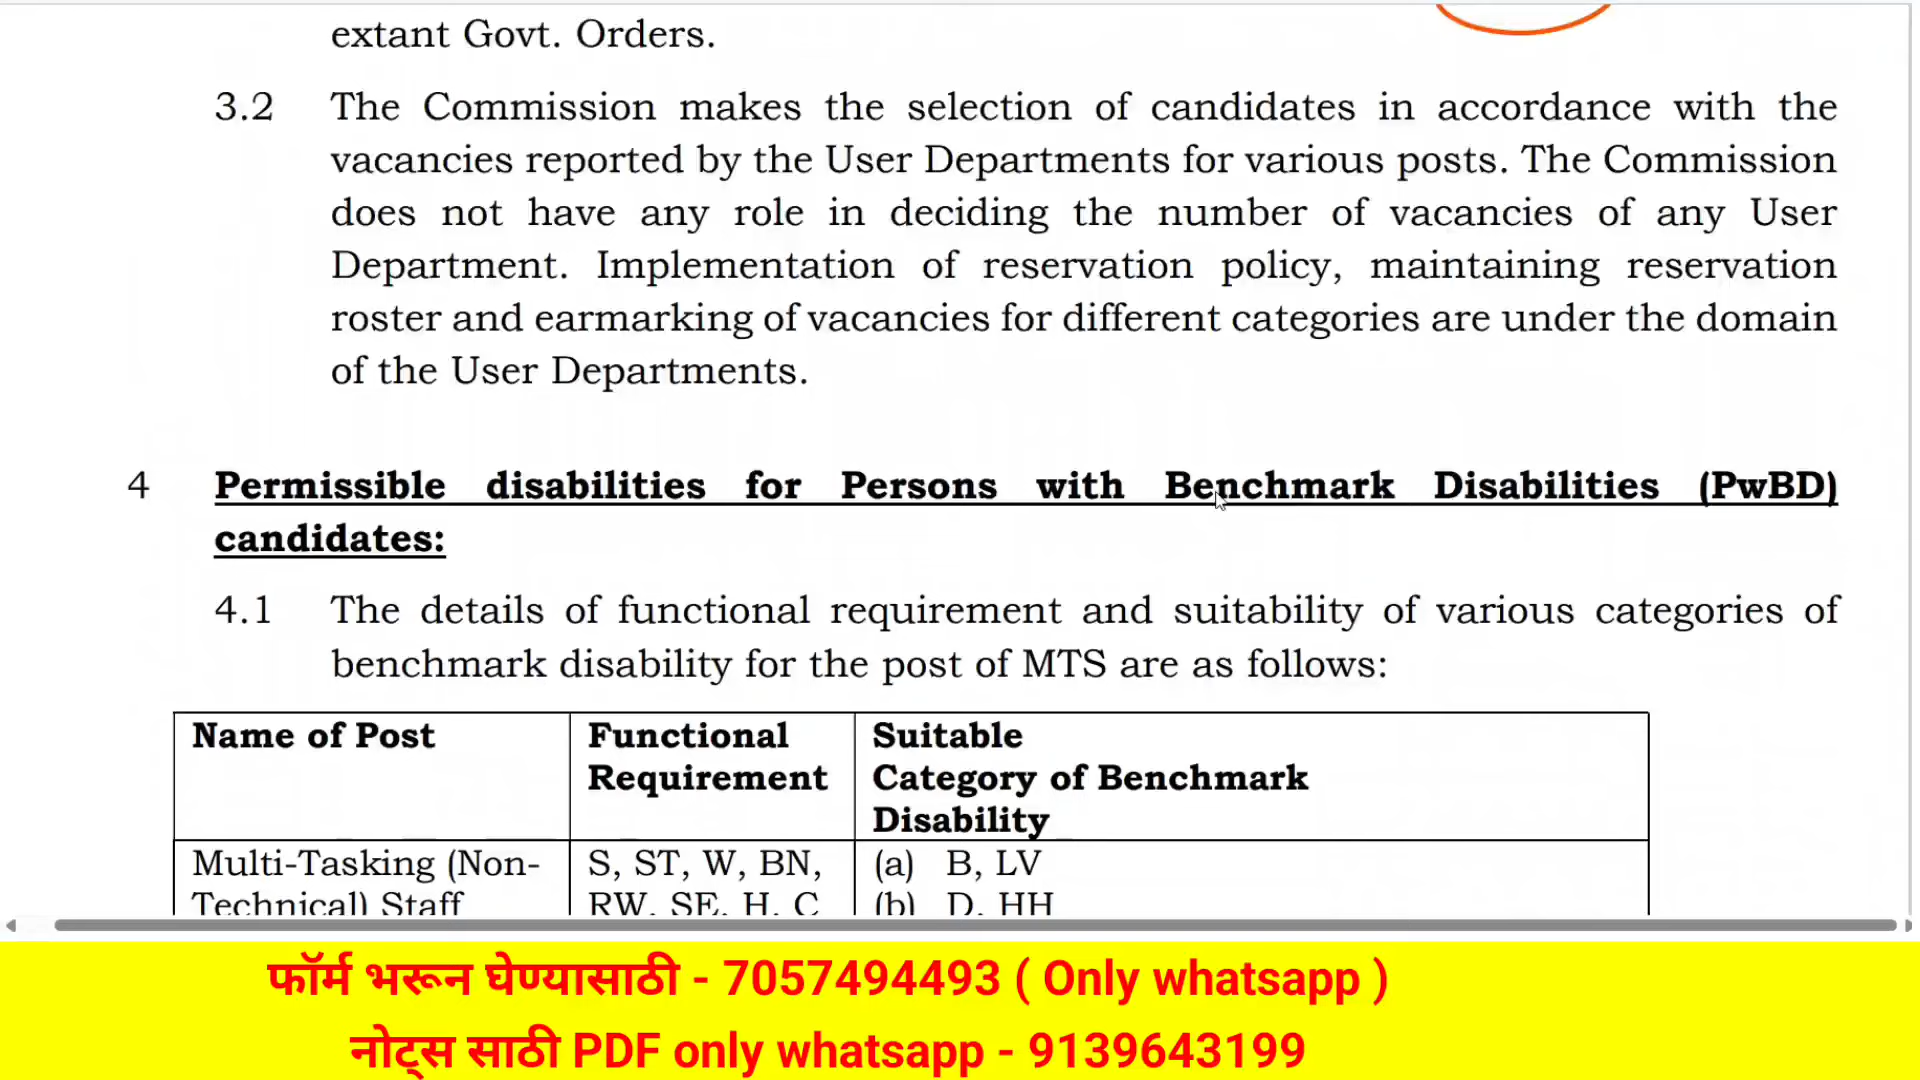 extant Govt. Orders.
3.2 The Commission makes the selection of candidates in accordance with the
vacancies reported by the User Departments for various posts. The Commission
does not have any role in deciding the number of vacancies of any User
Department. Implementation of reservation policy, maintaining reservation
roster and earmarking of vacancies for different categories are under the domain
of the User Departments.
4 Permissible disabilities for Persons with Benchmark Disabilities (PwBD)
candidates:
4.1 The details of functional requirement and suitability of various categories of
benchmark disability for the post of MTS are as follows:
Name of Post
Functional
Requirement
Suitable
Category of Benchmark
Disability
Multi-Tasking (Non-
Technical) Staff
S, ST, W, BN,
RW, SE, H, C
(a) B, LV
(b) D, HH
फॉर्म भरून घेण्यासाठी - 7057494493 ( Only whatsapp )
नोट्स साठी PDF only whatsapp - 9139643199